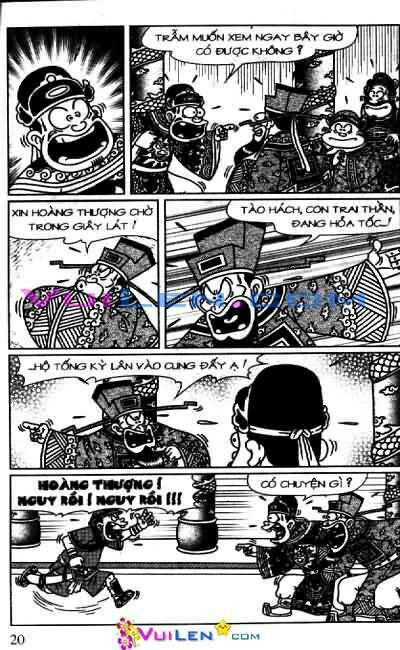 TRẪM MUỐN XEM NGAY BÂY GIỜ
CÓ ĐƯỢC KHÔNG?
XIN HOÀNG THƯỢNG CHỜ
TRONG GIÂY LÁT!
TÀO HÁCH, CON TRAI THẦN,
ĐANG HỎA TỐC...!
...HỘ TỐNG KỲ LÂN VÀO CUNG ĐẤY Ạ!
HOÀNG THƯỢNG!
NGUY RỒI! NGUY RỒI!!!
CÓ CHUYỆN GÌ?
VUILEN.COM
20
VUILEN.COM